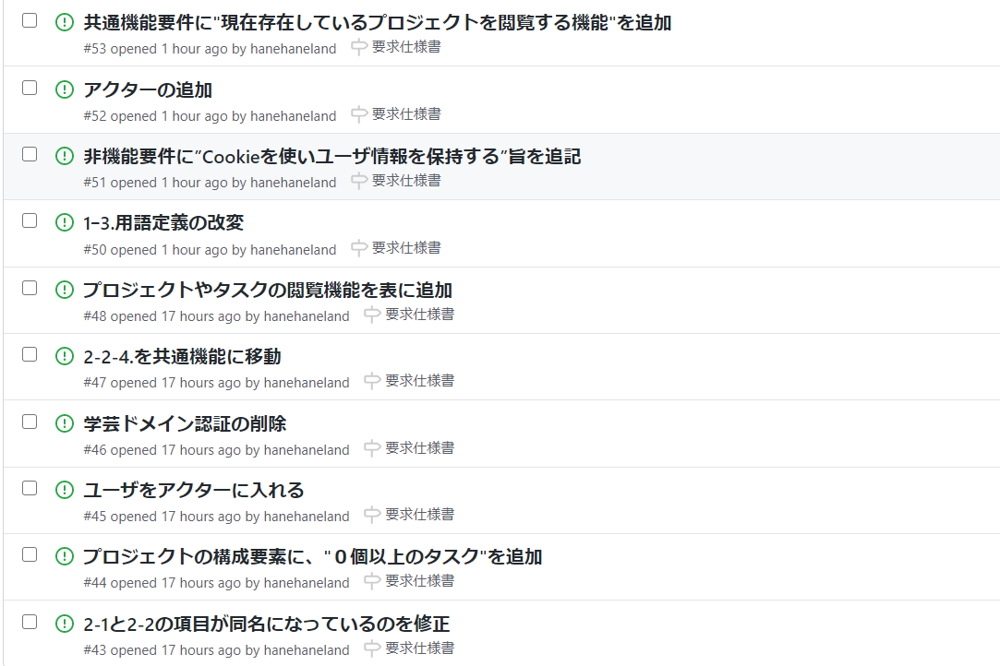 共通機能要件に"現在存在しているプロジェクトを閲覧する機能"を追加
#53 opened 1 hour ago by hanehaneland 要求仕様書
アクターの追加
#52 opened 1 hour ago by hanehaneland 要求仕様書
非機能要件に”Cookieを使いユーザ情報を保持する”旨を追記
#51 opened 1 hour ago by hanehaneland 要求仕様書
1ｰ3.用語定義の改変
#50 opened 1 hour ago by hanehaneland 要求仕様書
プロジェクトやタスクの閲覧機能を表に追加
#48 opened 17 hours ago by hanehaneland 要求仕様書
2-2-4.を共通機能に移動
#47 opened 17 hours ago by hanehaneland 要求仕様書
学芸ドメイン認証の削除
#46 opened 17 hours ago by hanehaneland 要求仕様書
ユーザをアクターに入れる
#45 opened 17 hours ago by hanehaneland 要求仕様書
プロジェクトの構成要素に、"０個以上のタスク"を追加
#44 opened 17 hours ago by hanehaneland 要求仕様書
2-1と2-2の項目が同名になっているのを修正
#43 opened 17 hours ago by hanehaneland 要求仕様書